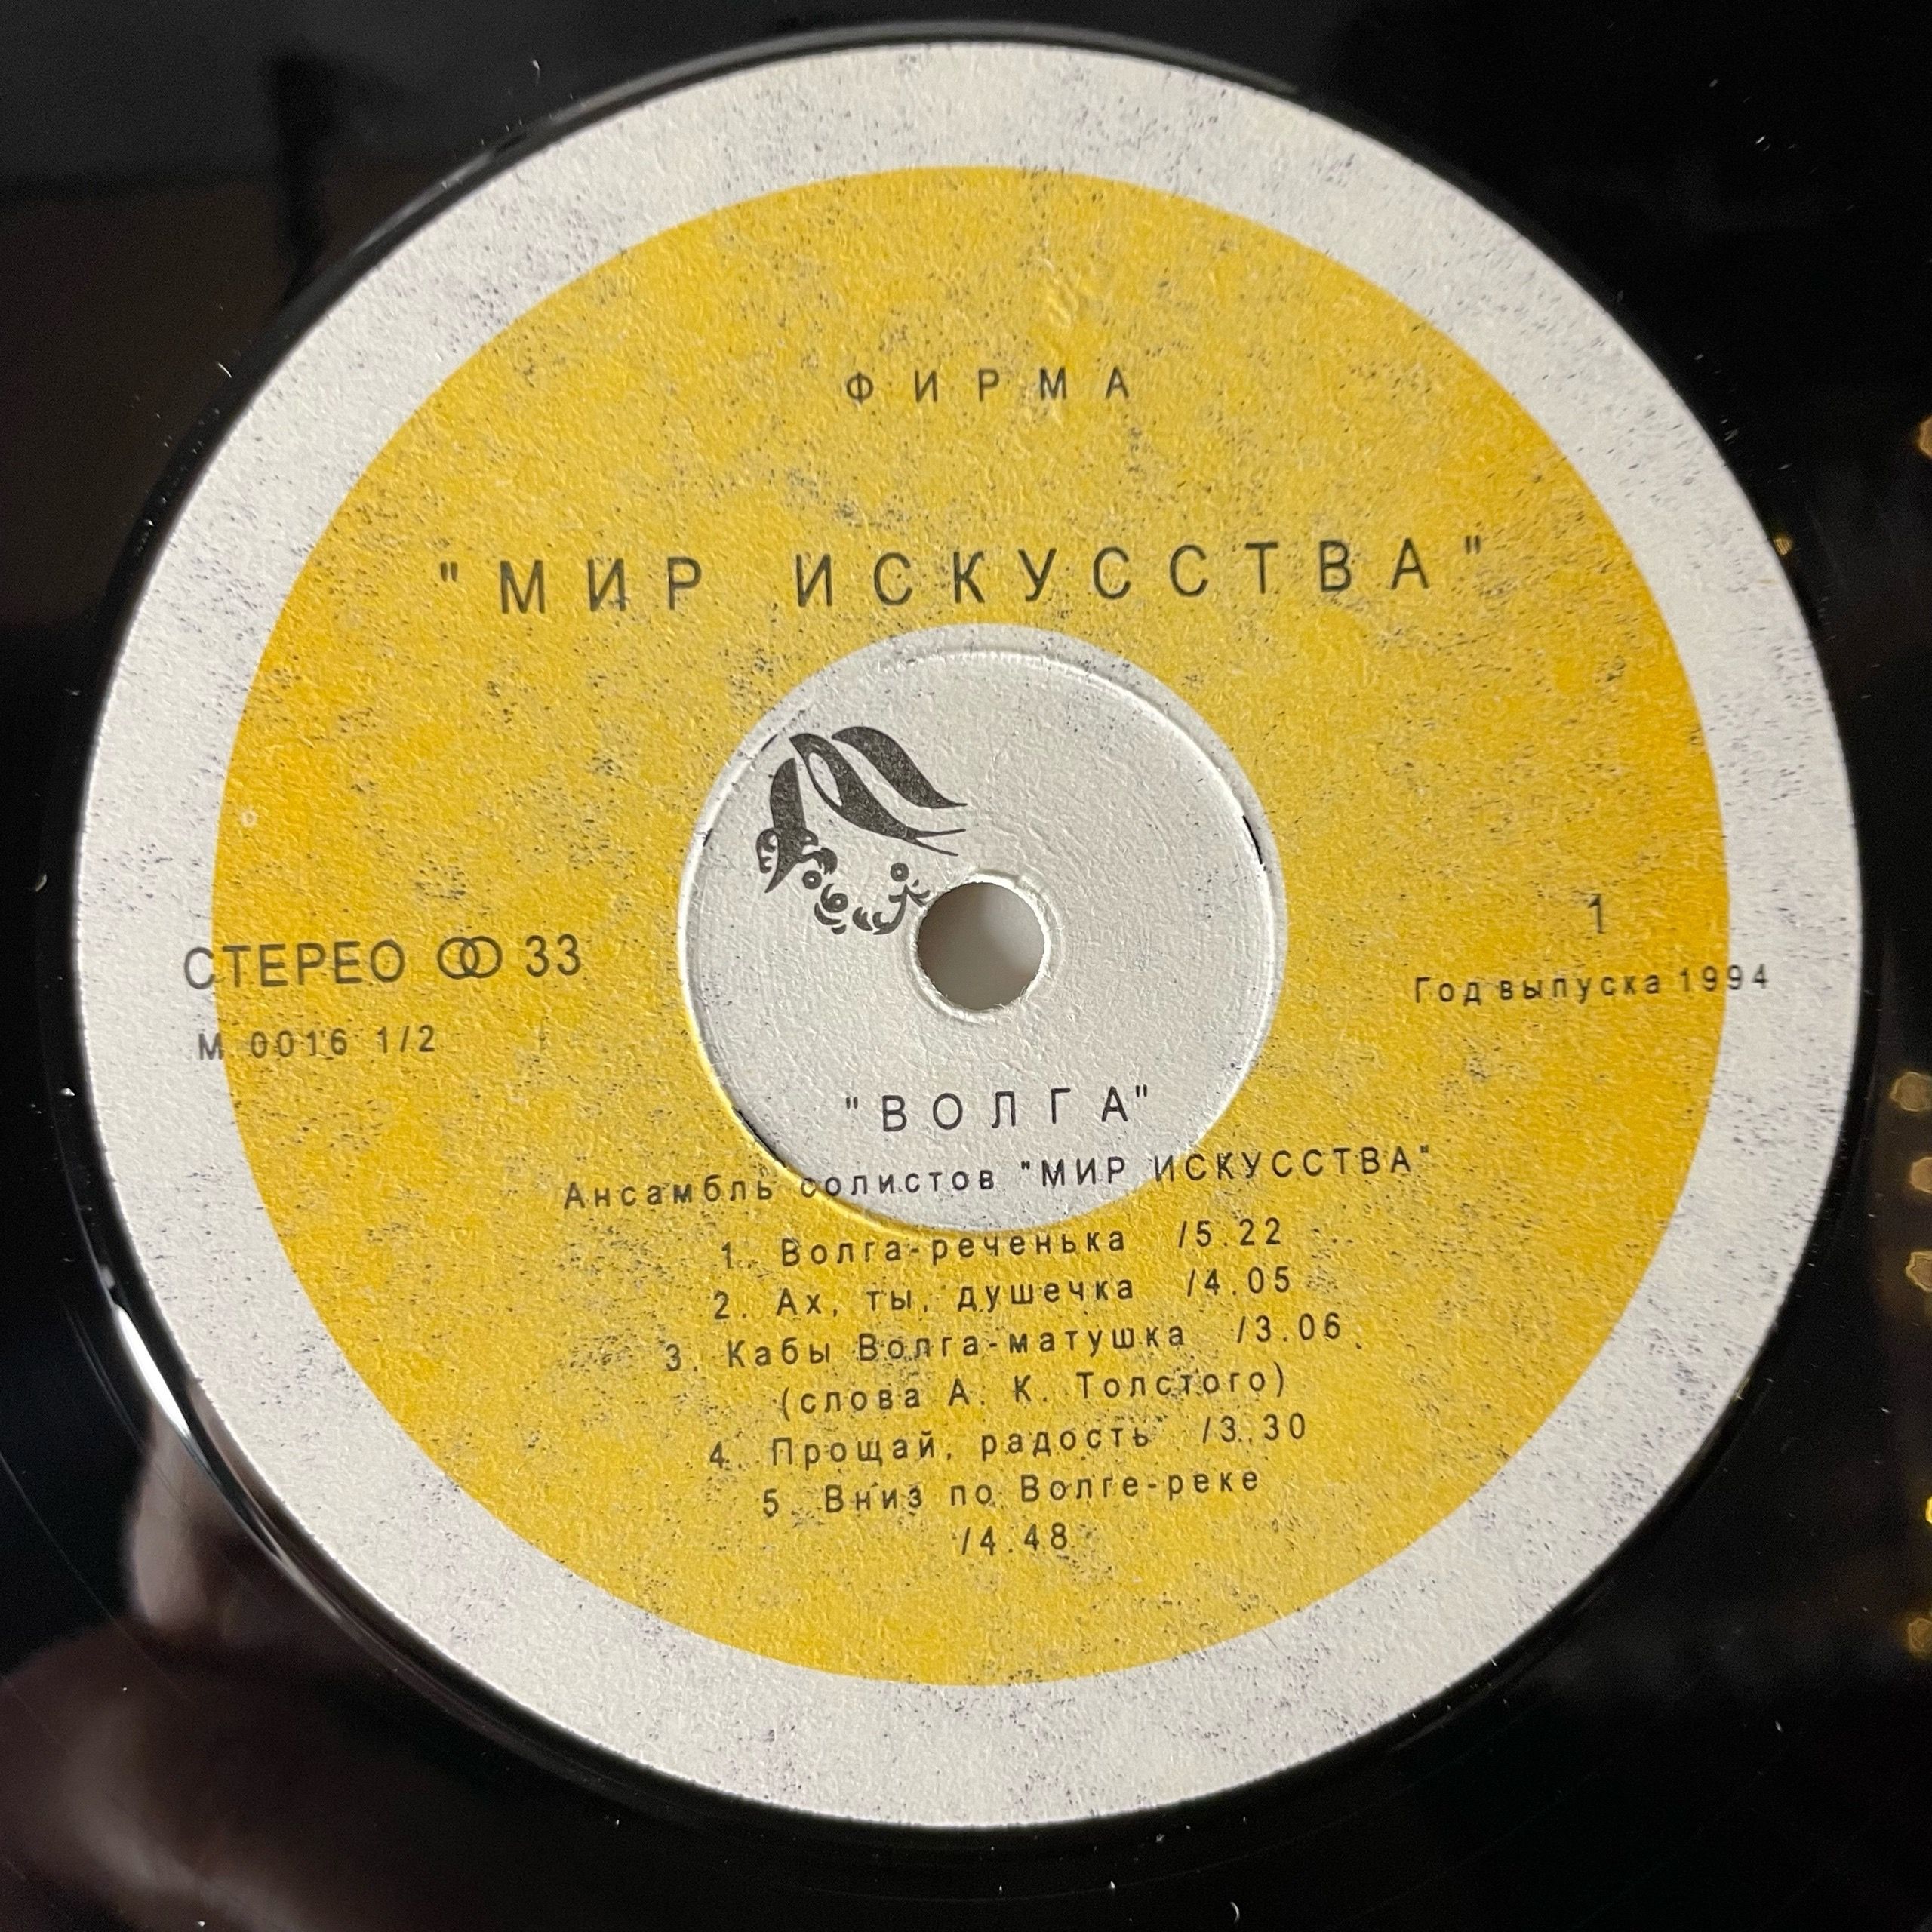 ФИРМА
"МИР ИСКУССТВА"
СТЕРЕО 33
М 0016 1/2
1
Год выпуска 1994
"ВОЛГА"
Ансамбль солистов "МИР ИСКУССТВА"
1. Волга-реченька /5.22
2. Ах, ты, душечка /4.05
3. Кабы Волга-матушка /3.06
(слова А. К. Толстого)
4. Прощай, радость /3.30
5. Вниз по Волге-реке
/4.48